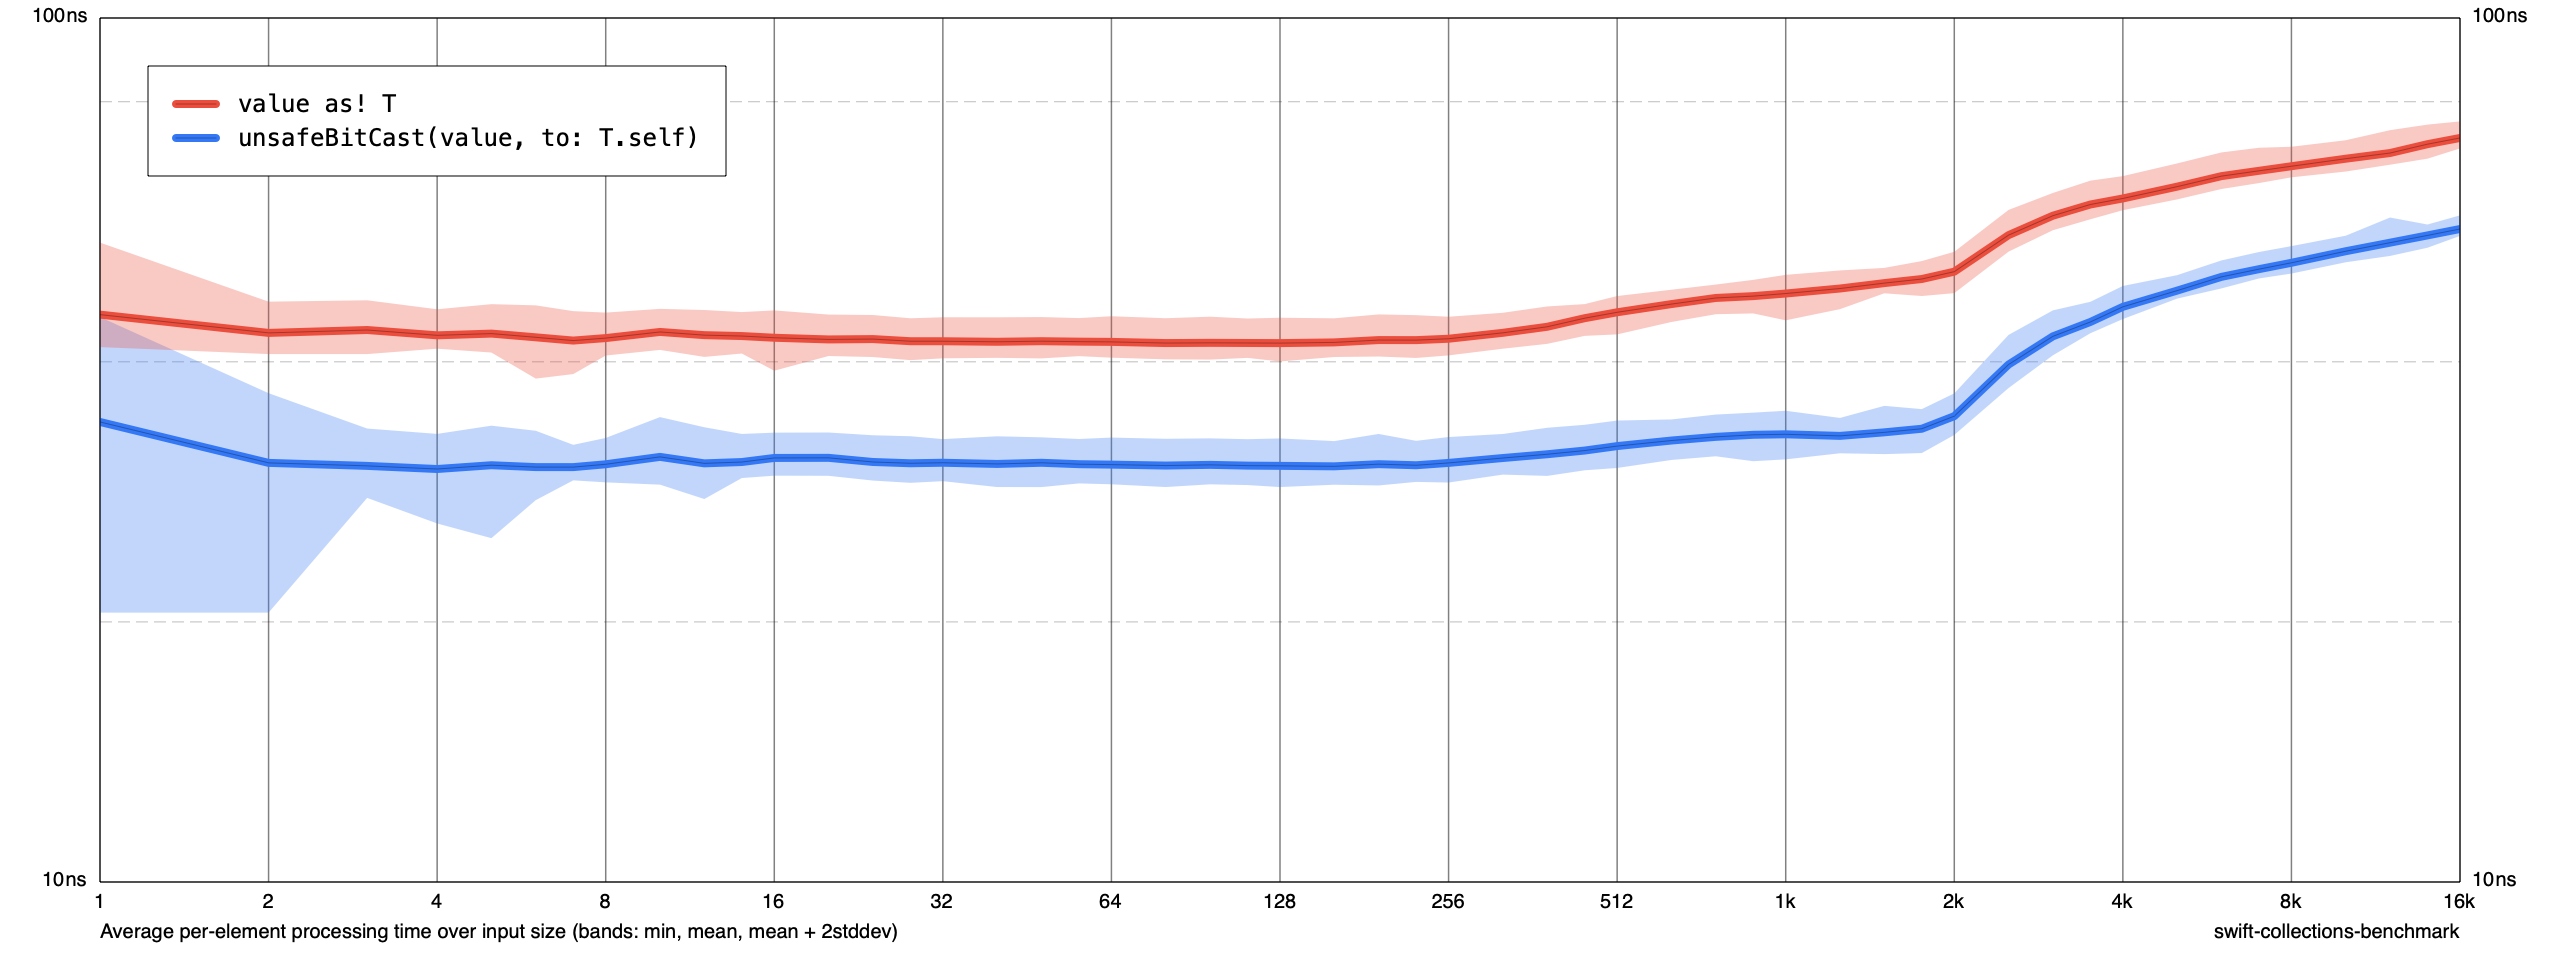 100ns 100ns
value as! T
unsafeBitCast(value, to: T.self)
10ns 10ns
1 2 4 8 16 32 64 128 256 512 1k 2k 4k 8k 16k
Average per-element processing time over input size (bands: min, mean, mean + 2stddev) swift-collections-benchmark